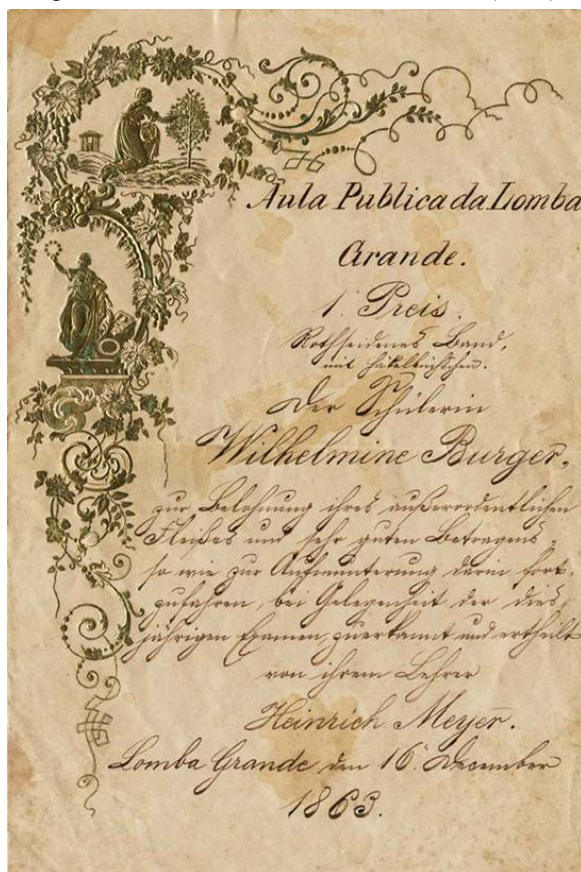 Aula Publica da Lomba
Grande.
1. Preis.
Rothseidenes Band,
mit
Der Schülerin
Wilhelmine Burger,
zur Belohnung ihres außerordentlichen
Fleißes und sehr guten Betragens,
so wie zur Aufmunterung darin fort-
zufahren, bei Gelegenheit der dies-
jährigen Examen, zuerkannt und ertheilt
von ihrem Lehrer
Heinrich Meyer.
Lomba Grande den 16. December
1863.